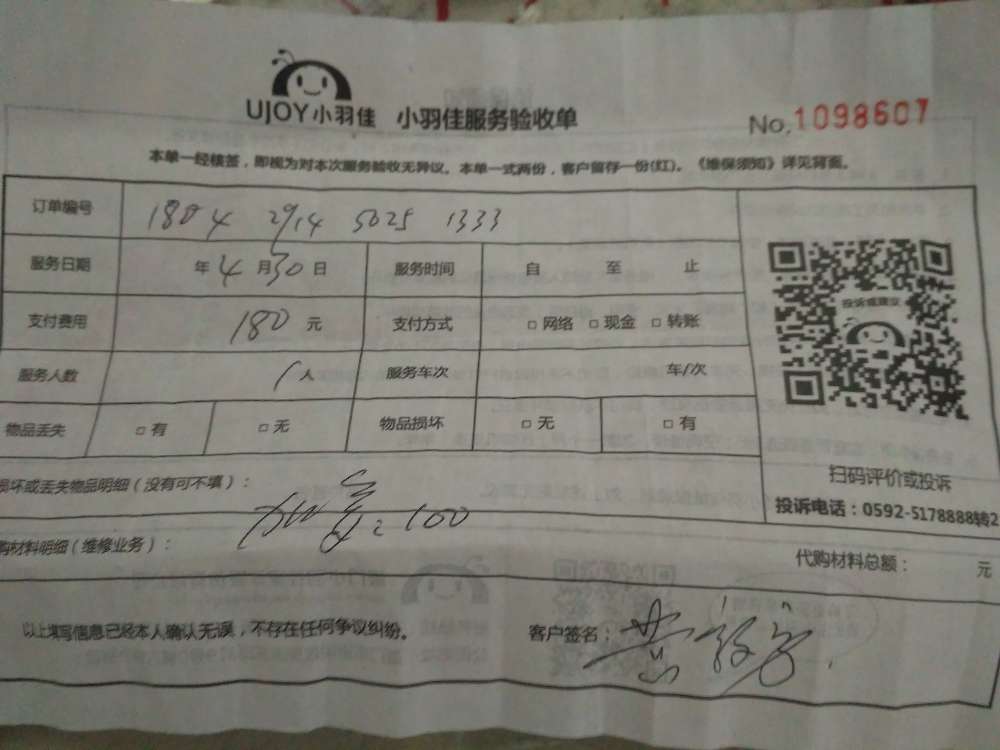 UJOY小羽佳 小羽佳服务验收单 No.1098607
本单一经核签，即视为对本次服务验收无异议。本单一式两份，客户留存一份(红)。《维保须知》详见背面。
订单编号 1804 2914 5025 1333
服务日期 年 4 月 30 日 服务时间 自 至 止
支付费用 180 元 支付方式 □ 网络 □ 现金 □ 转账
服务人数 1 人 服务车次 车/次
物品丢失 □ 有 □ 无 物品损坏 □ 无 □ 有
投诉或建议
扫码评价或投诉
投诉电话：0592-5178888转2
损坏或丢失物品明细（没有可不填）：
加 100
购材料明细（维修业务）： 代购材料总额： 元
以上填写信息已经本人确认无误，不存在任何争议纠纷。 客户签名：